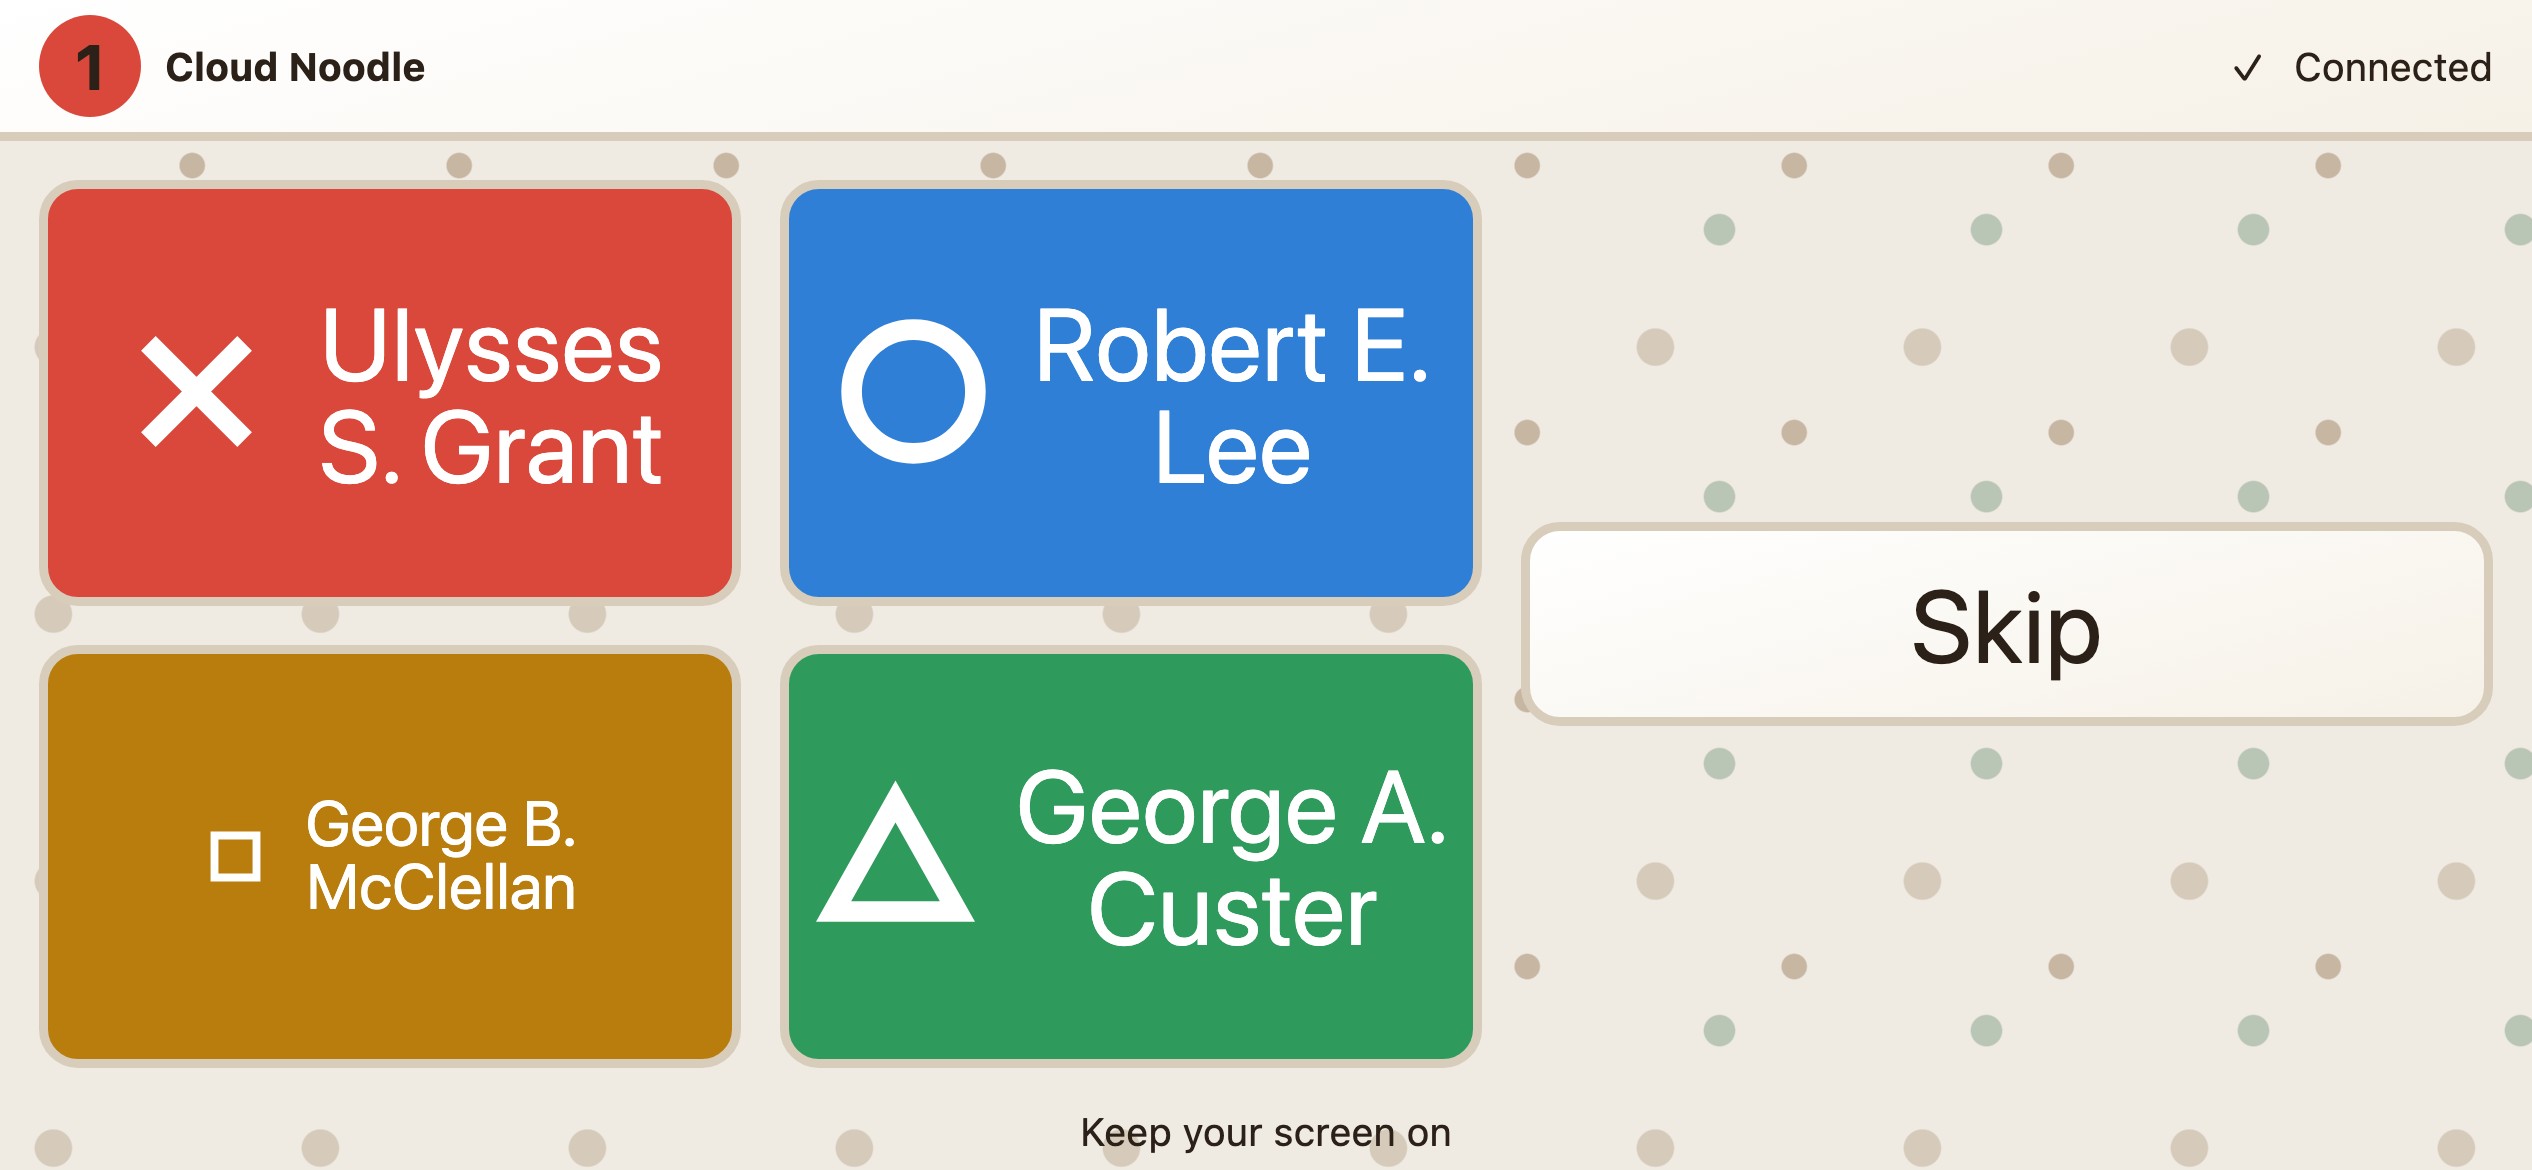 1 Cloud Noodle
✓ Connected
Ulysses
S. Grant
Robert E.
Lee
George B.
McClellan
George A.
Custer
Skip
Keep your screen on